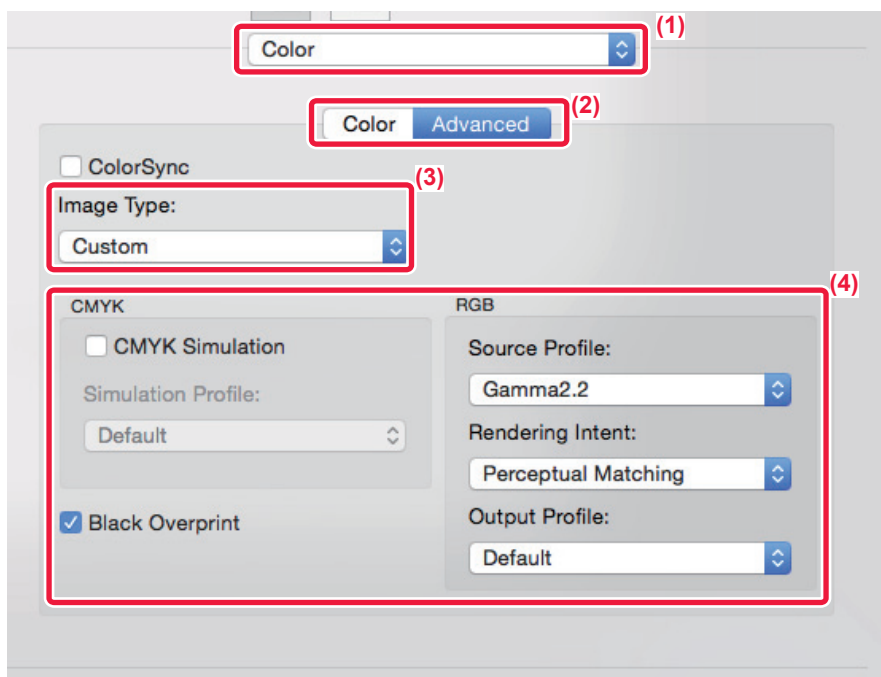 (1)
Color
(2)
Color Advanced
ColorSync
(3)
Image Type:
Custom
(4)
CMYK
CMYK Simulation
Simulation Profile:
Default
Black Overprint
RGB
Source Profile:
Gamma2.2
Rendering Intent:
Perceptual Matching
Output Profile:
Default